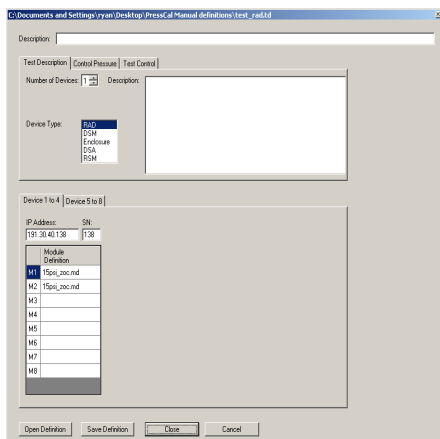 C:\Documents and Settings\ryan\Desktop\PressCal Manual definitions\test_rad.td
Description:
Test Description Control Pressure Test Control
Number of Devices: 1 Description:
Device Type:
RAD
DSM
Enclosure
DSA
RSM
Device 1 to 4 Device 5 to 8
IP Address: SN:
191.30.40.138 138
Module
Definition
M1 15psi_zoc.md
M2 15psi_zoc.md
M3
M4
M5
M6
M7
M8
Open Definition Save Definition Close Cancel